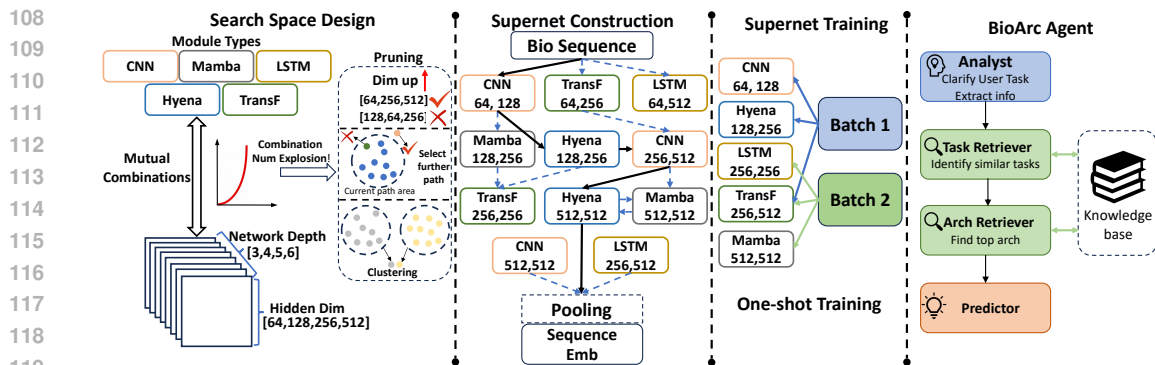 108
109
110
111
112
113
114
115
116
117
118
Search Space Design
Module Types
CNN
Mamba
LSTM
Hyena
TransF
Mutual
Combinations
Combination
Num Explosion!
Network Depth
[3,4,5,6]
Hidden Dim
[64,128,256,512]
Pruning
Dim up
[64,256,512]
[128,64,256]
Select
further
path
Current path area
Clustering
Supernet Construction
Bio Sequence
CNN
64, 128
TransF
64,256
LSTM
64,512
Mamba
128,256
Hyena
128,256
CNN
256,512
TransF
256,256
Hyena
512,512
Mamba
512,512
CNN
512,512
LSTM
256,512
Pooling
Sequence
Emb
Supernet Training
CNN
64, 128
Hyena
128,256
LSTM
256,256
TransF
256,512
Mamba
512,512
Batch 1
Batch 2
One-shot Training
BioArc Agent
Analyst
Clarify User Task
Extract info
Task Retriever
Identify similar tasks
Arch Retriever
Find top arch
Predictor
Knowledge
base